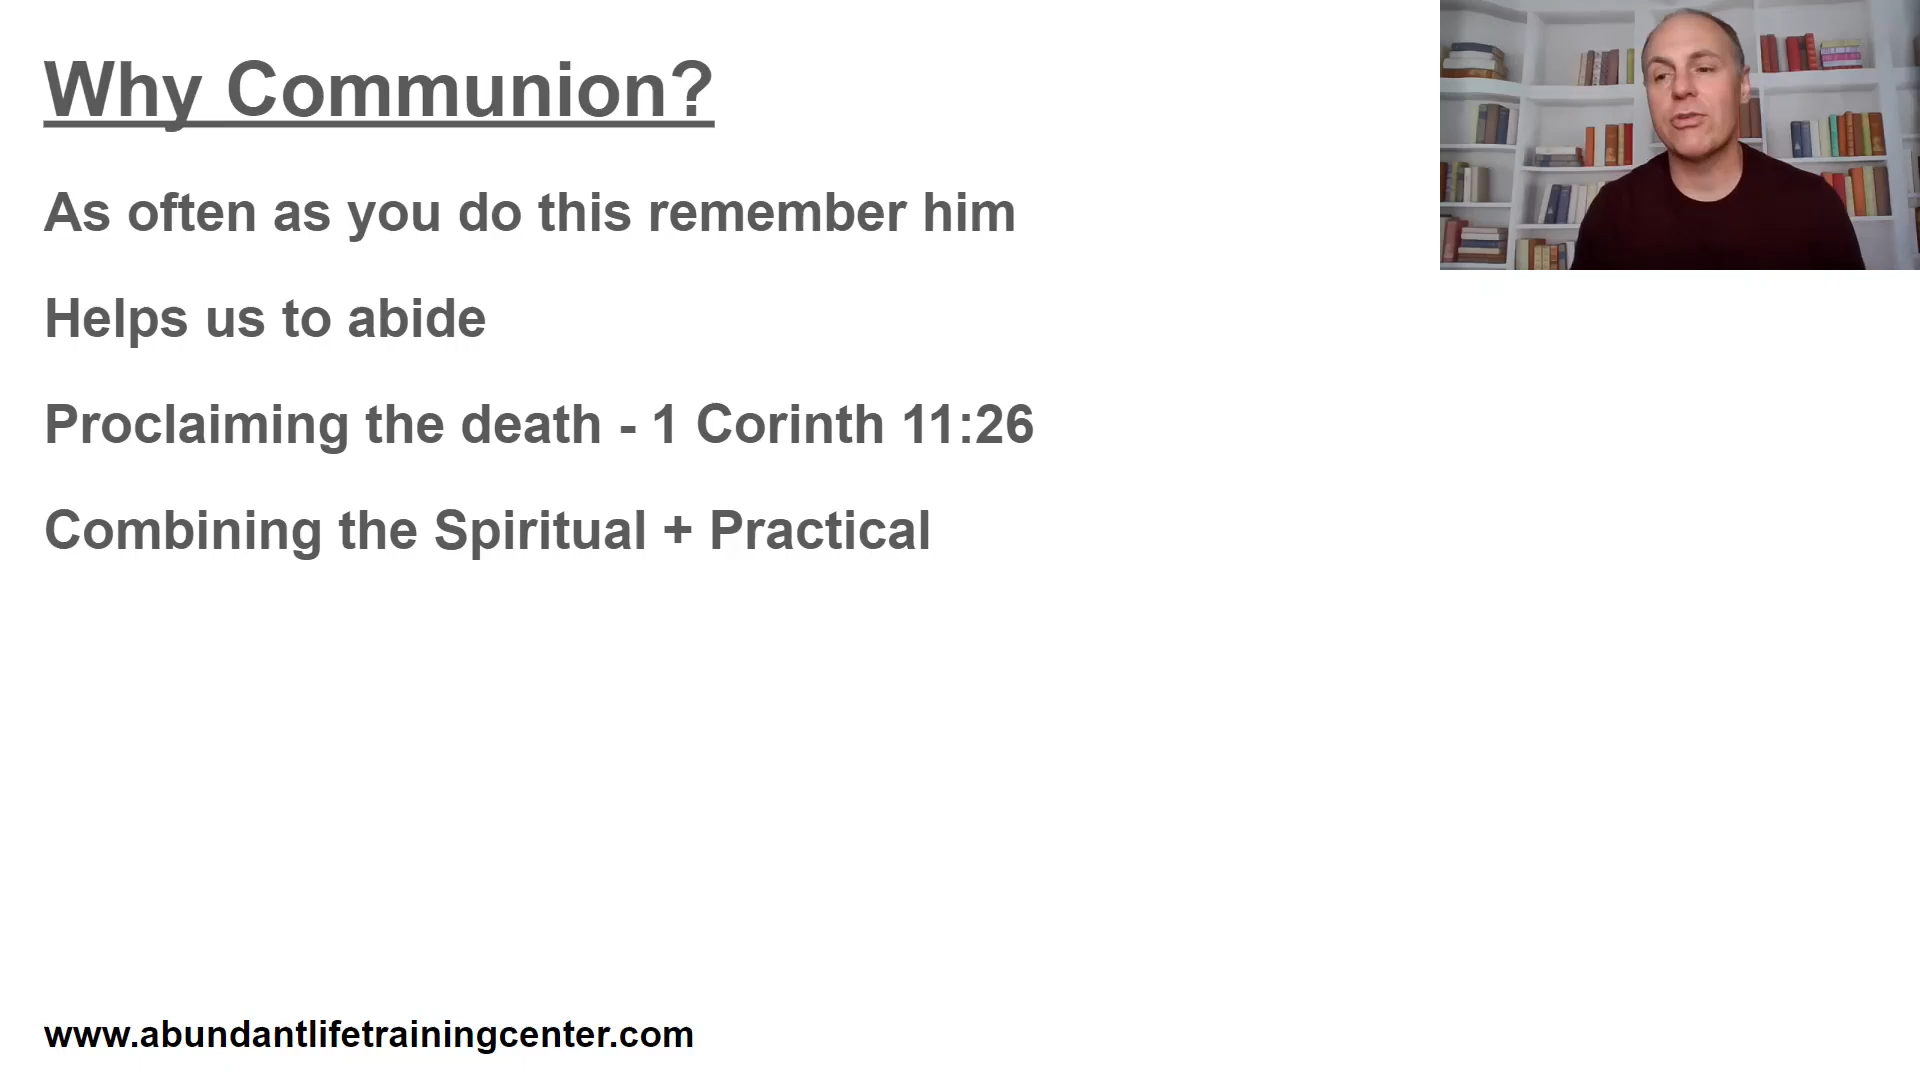 Why Communion?
As often as you do this remember him
Helps us to abide
Proclaiming the death - 1 Corinth 11:26
Combining the Spiritual + Practical
www.abundantlifetrainingcenter.com